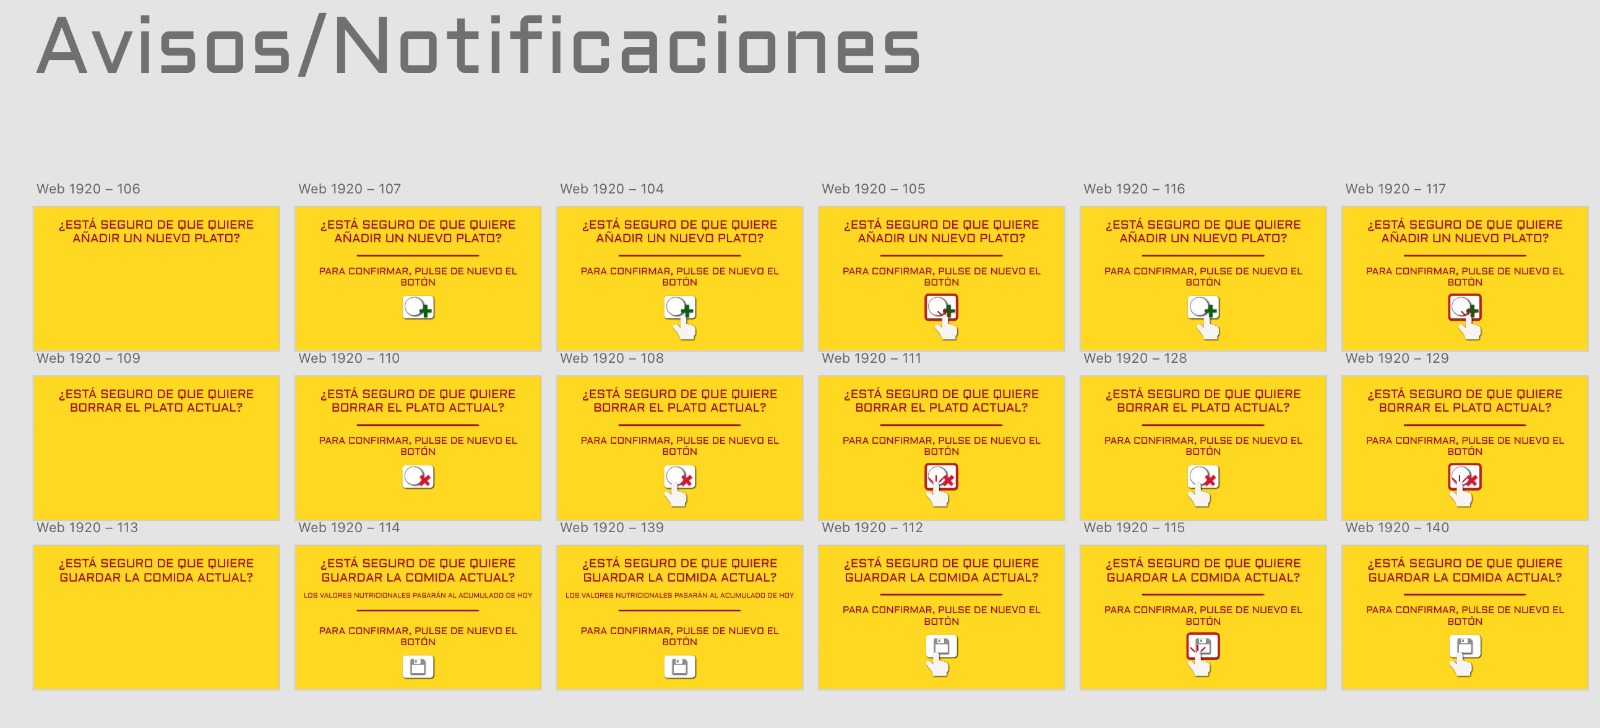 Avisos/Notificaciones
Web 1920 – 106
¿ESTÁ SEGURO DE QUE QUIERE
AÑADIR UN NUEVO PLATO?
Web 1920 – 107
¿ESTÁ SEGURO DE QUE QUIERE
AÑADIR UN NUEVO PLATO?
PARA CONFIRMAR, PULSE DE NUEVO EL
BOTÓN
Web 1920 – 104
¿ESTÁ SEGURO DE QUE QUIERE
AÑADIR UN NUEVO PLATO?
PARA CONFIRMAR, PULSE DE NUEVO EL
BOTÓN
Web 1920 – 105
¿ESTÁ SEGURO DE QUE QUIERE
AÑADIR UN NUEVO PLATO?
PARA CONFIRMAR, PULSE DE NUEVO EL
BOTÓN
Web 1920 – 116
¿ESTÁ SEGURO DE QUE QUIERE
AÑADIR UN NUEVO PLATO?
PARA CONFIRMAR, PULSE DE NUEVO EL
BOTÓN
Web 1920 – 117
¿ESTÁ SEGURO DE QUE QUIERE
AÑADIR UN NUEVO PLATO?
PARA CONFIRMAR, PULSE DE NUEVO EL
BOTÓN
Web 1920 – 109
¿ESTÁ SEGURO DE QUE QUIERE
BORRAR EL PLATO ACTUAL?
Web 1920 – 110
¿ESTÁ SEGURO DE QUE QUIERE
BORRAR EL PLATO ACTUAL?
PARA CONFIRMAR, PULSE DE NUEVO EL
BOTÓN
Web 1920 – 108
¿ESTÁ SEGURO DE QUE QUIERE
BORRAR EL PLATO ACTUAL?
PARA CONFIRMAR, PULSE DE NUEVO EL
BOTÓN
Web 1920 – 111
¿ESTÁ SEGURO DE QUE QUIERE
BORRAR EL PLATO ACTUAL?
PARA CONFIRMAR, PULSE DE NUEVO EL
BOTÓN
Web 1920 – 128
¿ESTÁ SEGURO DE QUE QUIERE
BORRAR EL PLATO ACTUAL?
PARA CONFIRMAR, PULSE DE NUEVO EL
BOTÓN
Web 1920 – 129
¿ESTÁ SEGURO DE QUE QUIERE
BORRAR EL PLATO ACTUAL?
PARA CONFIRMAR, PULSE DE NUEVO EL
BOTÓN
Web 1920 – 113
¿ESTÁ SEGURO DE QUE QUIERE
GUARDAR LA COMIDA ACTUAL?
Web 1920 – 114
¿ESTÁ SEGURO DE QUE QUIERE
GUARDAR LA COMIDA ACTUAL?
LOS VALORES NUTRICIONALES PASARÁN AL ACUMULADO DE HOY
PARA CONFIRMAR, PULSE DE NUEVO EL
BOTÓN
Web 1920 – 139
¿ESTÁ SEGURO DE QUE QUIERE
GUARDAR LA COMIDA ACTUAL?
LOS VALORES NUTRICIONALES PASARÁN AL ACUMULADO DE HOY
PARA CONFIRMAR, PULSE DE NUEVO EL
BOTÓN
Web 1920 – 112
¿ESTÁ SEGURO DE QUE QUIERE
GUARDAR LA COMIDA ACTUAL?
PARA CONFIRMAR, PULSE DE NUEVO EL
BOTÓN
Web 1920 – 115
¿ESTÁ SEGURO DE QUE QUIERE
GUARDAR LA COMIDA ACTUAL?
PARA CONFIRMAR, PULSE DE NUEVO EL
BOTÓN
Web 1920 – 140
¿ESTÁ SEGURO DE QUE QUIERE
GUARDAR LA COMIDA ACTUAL?
PARA CONFIRMAR, PULSE DE NUEVO EL
BOTÓN